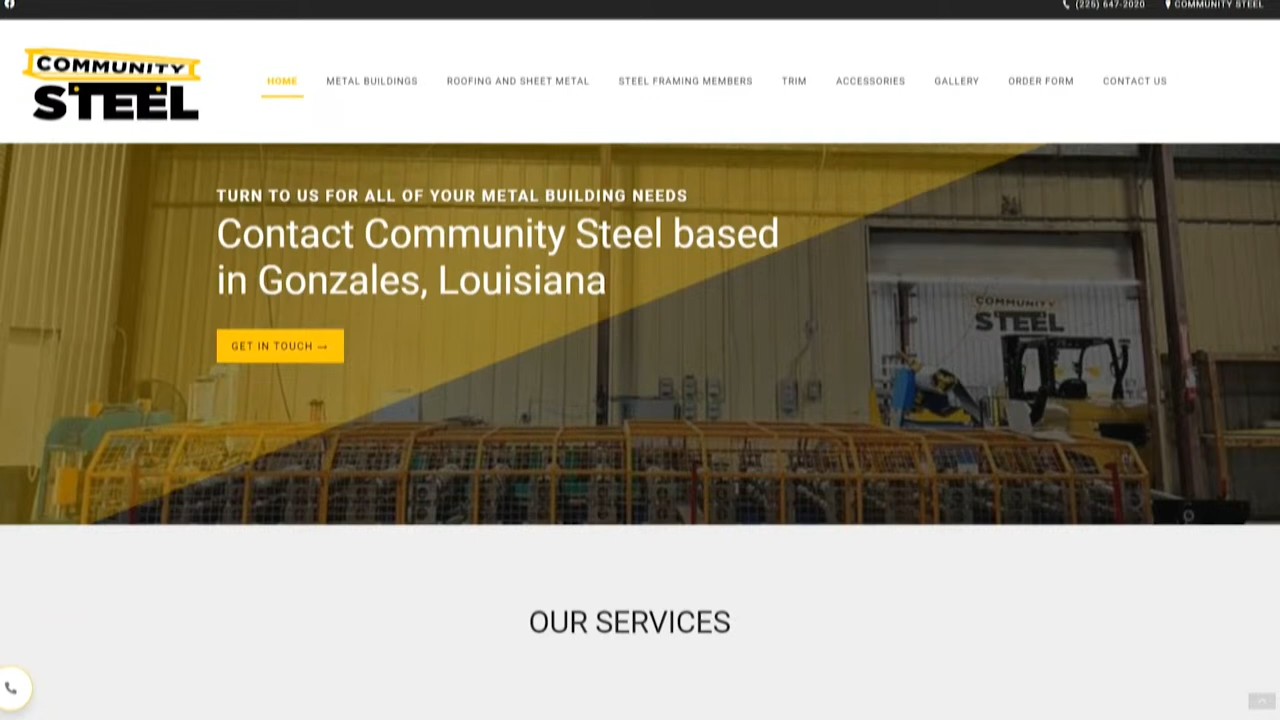 (225) 647-2020 COMMUNITY STEEL
COMMUNITY
STEEL
HOME METAL BUILDINGS ROOFING AND SHEET METAL STEEL FRAMING MEMBERS TRIM ACCESSORIES GALLERY ORDER FORM CONTACT US
TURN TO US FOR ALL OF YOUR METAL BUILDING NEEDS
Contact Community Steel based
in Gonzales, Louisiana
GET IN TOUCH →
COMMUNITY
STEEL
OUR SERVICES